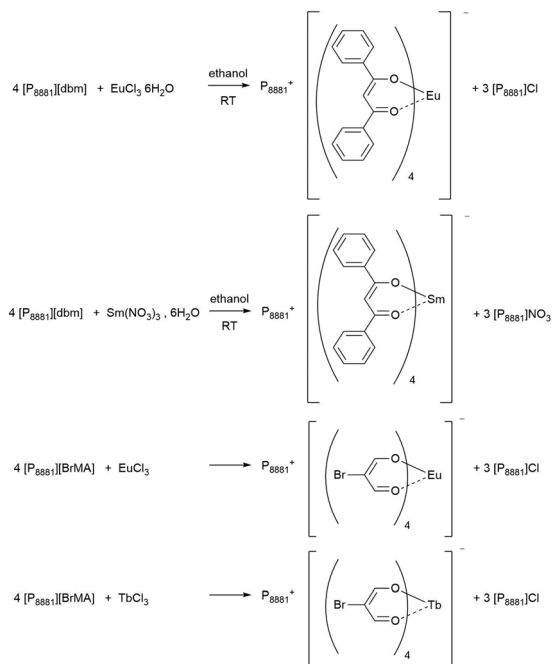 4 [P8881][dbm] + EuCl3 6H2O ethanol RT P8881+ O O Eu 4 – + 3 [P8881]Cl
4 [P8881][dbm] + Sm(NO3)3 , 6H2O ethanol RT P8881+ O O Sm 4 – + 3 [P8881]NO3
4 [P8881][BrMA] + EuCl3 P8881+ Br O O Eu 4 – + 3 [P8881]Cl
4 [P8881][BrMA] + TbCl3 P8881+ Br O O Tb 4 – + 3 [P8881]Cl